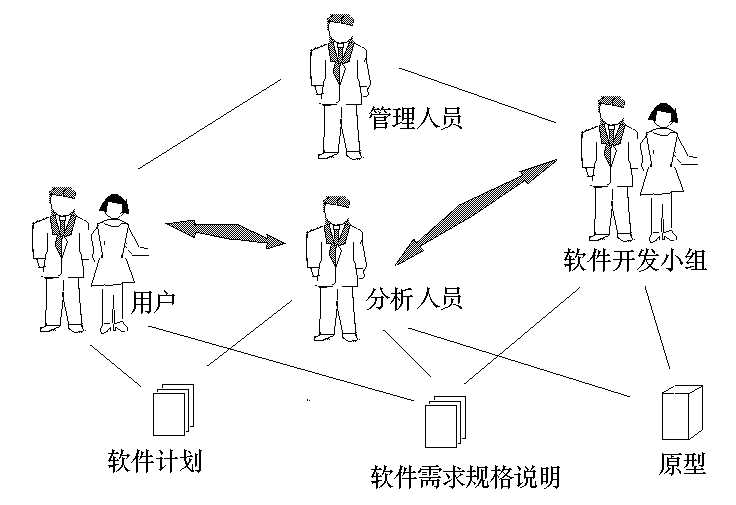 管理人员
软件开发小组
用户
分析人员
软件计划
软件需求规格说明
原型